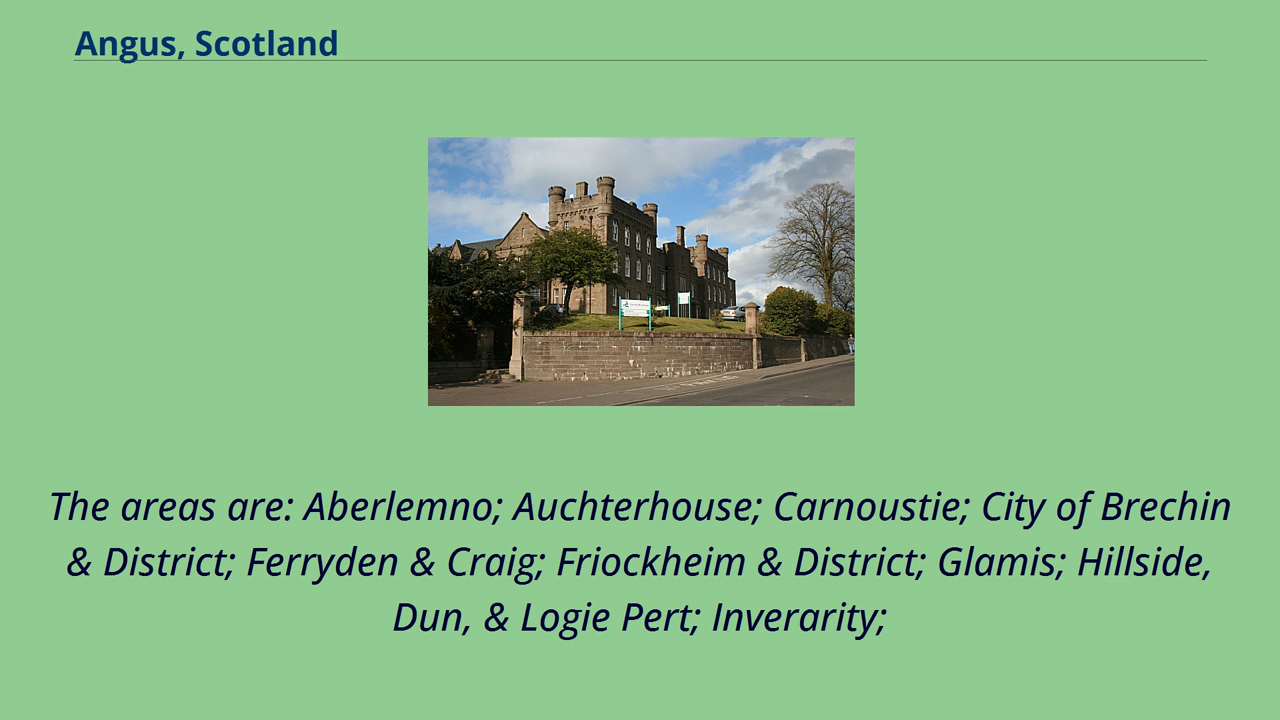 Angus, Scotland
The areas are: Aberlemno; Auchterhouse; Carnoustie; City of Brechin
& District; Ferryden & Craig; Friockheim & District; Glamis; Hillside,
Dun, & Logie Pert; Inverarity;